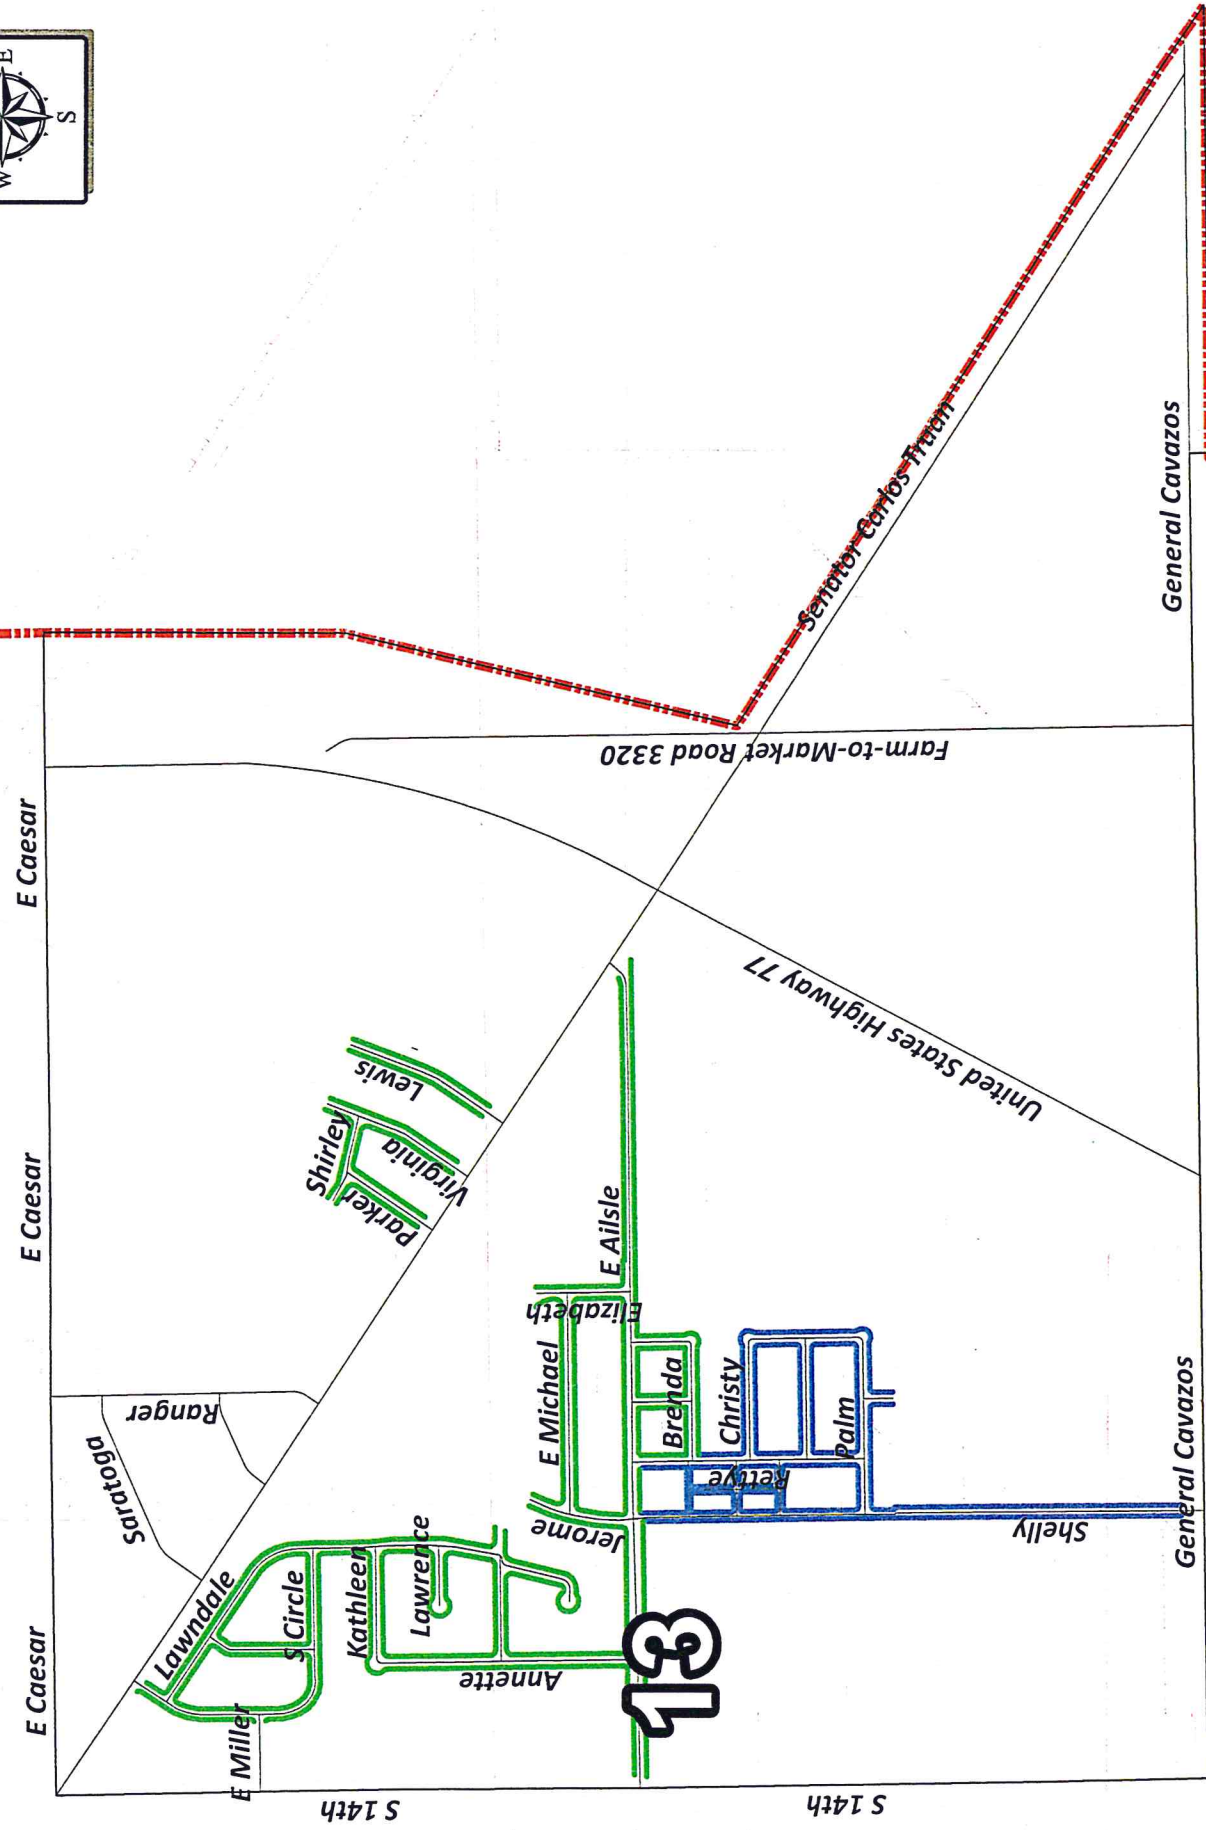 E
W
S
E Caesar
E Caesar
E Caesar
Ranger
Saratoga
Lawndale
S Circle
E Miller
Kathleen
Lawrence
Annette
Jerome
Shirley
Parker
Virginia
Lewis
E Michael
Elizabeth
E Ailsle
Brenda
Christy
Rettye
Palm
Shelly
13
S 14th
S 14th
Farm-to-Market Road 3320
United States Highway 77
Senator Carlos Truan
General Cavazos
General Cavazos